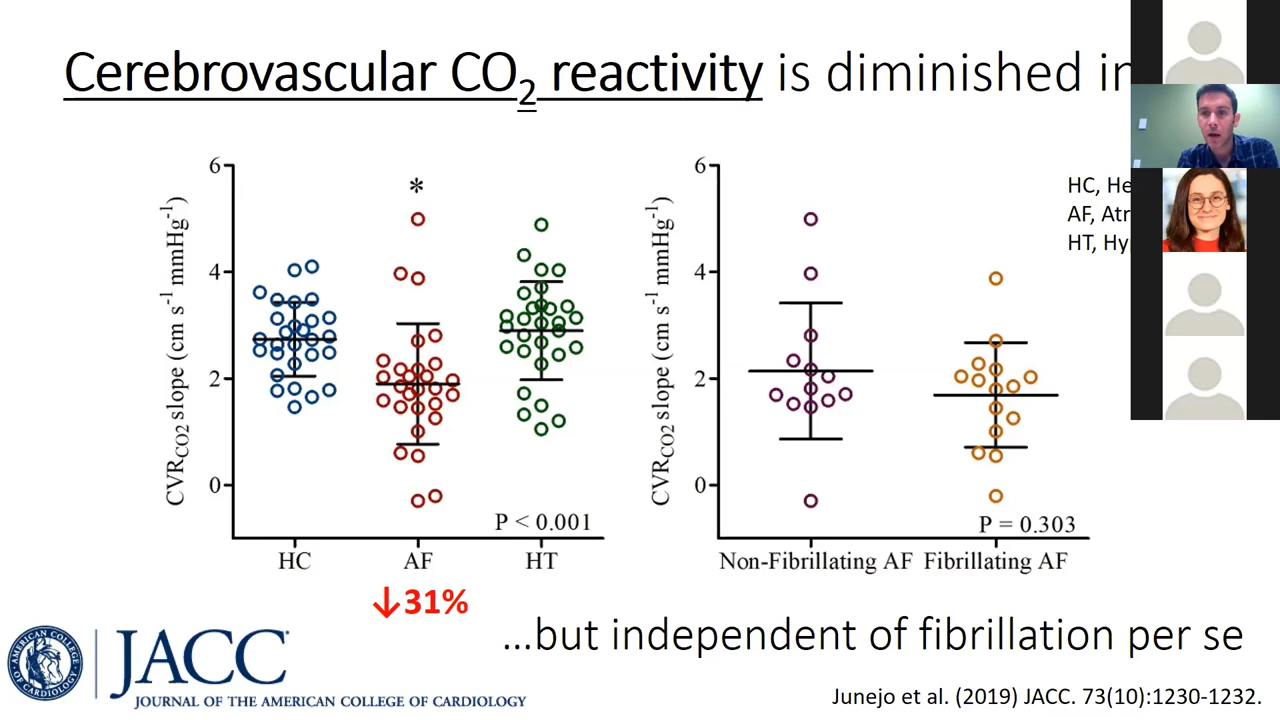 Cerebrovascular CO2 reactivity is diminished in
6
4
2
0
CVRCO2 slope (cm s-1 mmHg-1)
*
P < 0.001
HC AF HT
↓31%
6
4
2
0
CVRCO2 slope (cm s-1 mmHg-1)
P = 0.303
Non-Fibrillating AF Fibrillating AF
HC, He
AF, Atr
HT, Hy
...but independent of fibrillation per se
AMERICAN COLLEGE OF CARDIOLOGY
JACC
JOURNAL OF THE AMERICAN COLLEGE OF CARDIOLOGY
Junejo et al. (2019) JACC. 73(10):1230-1232.